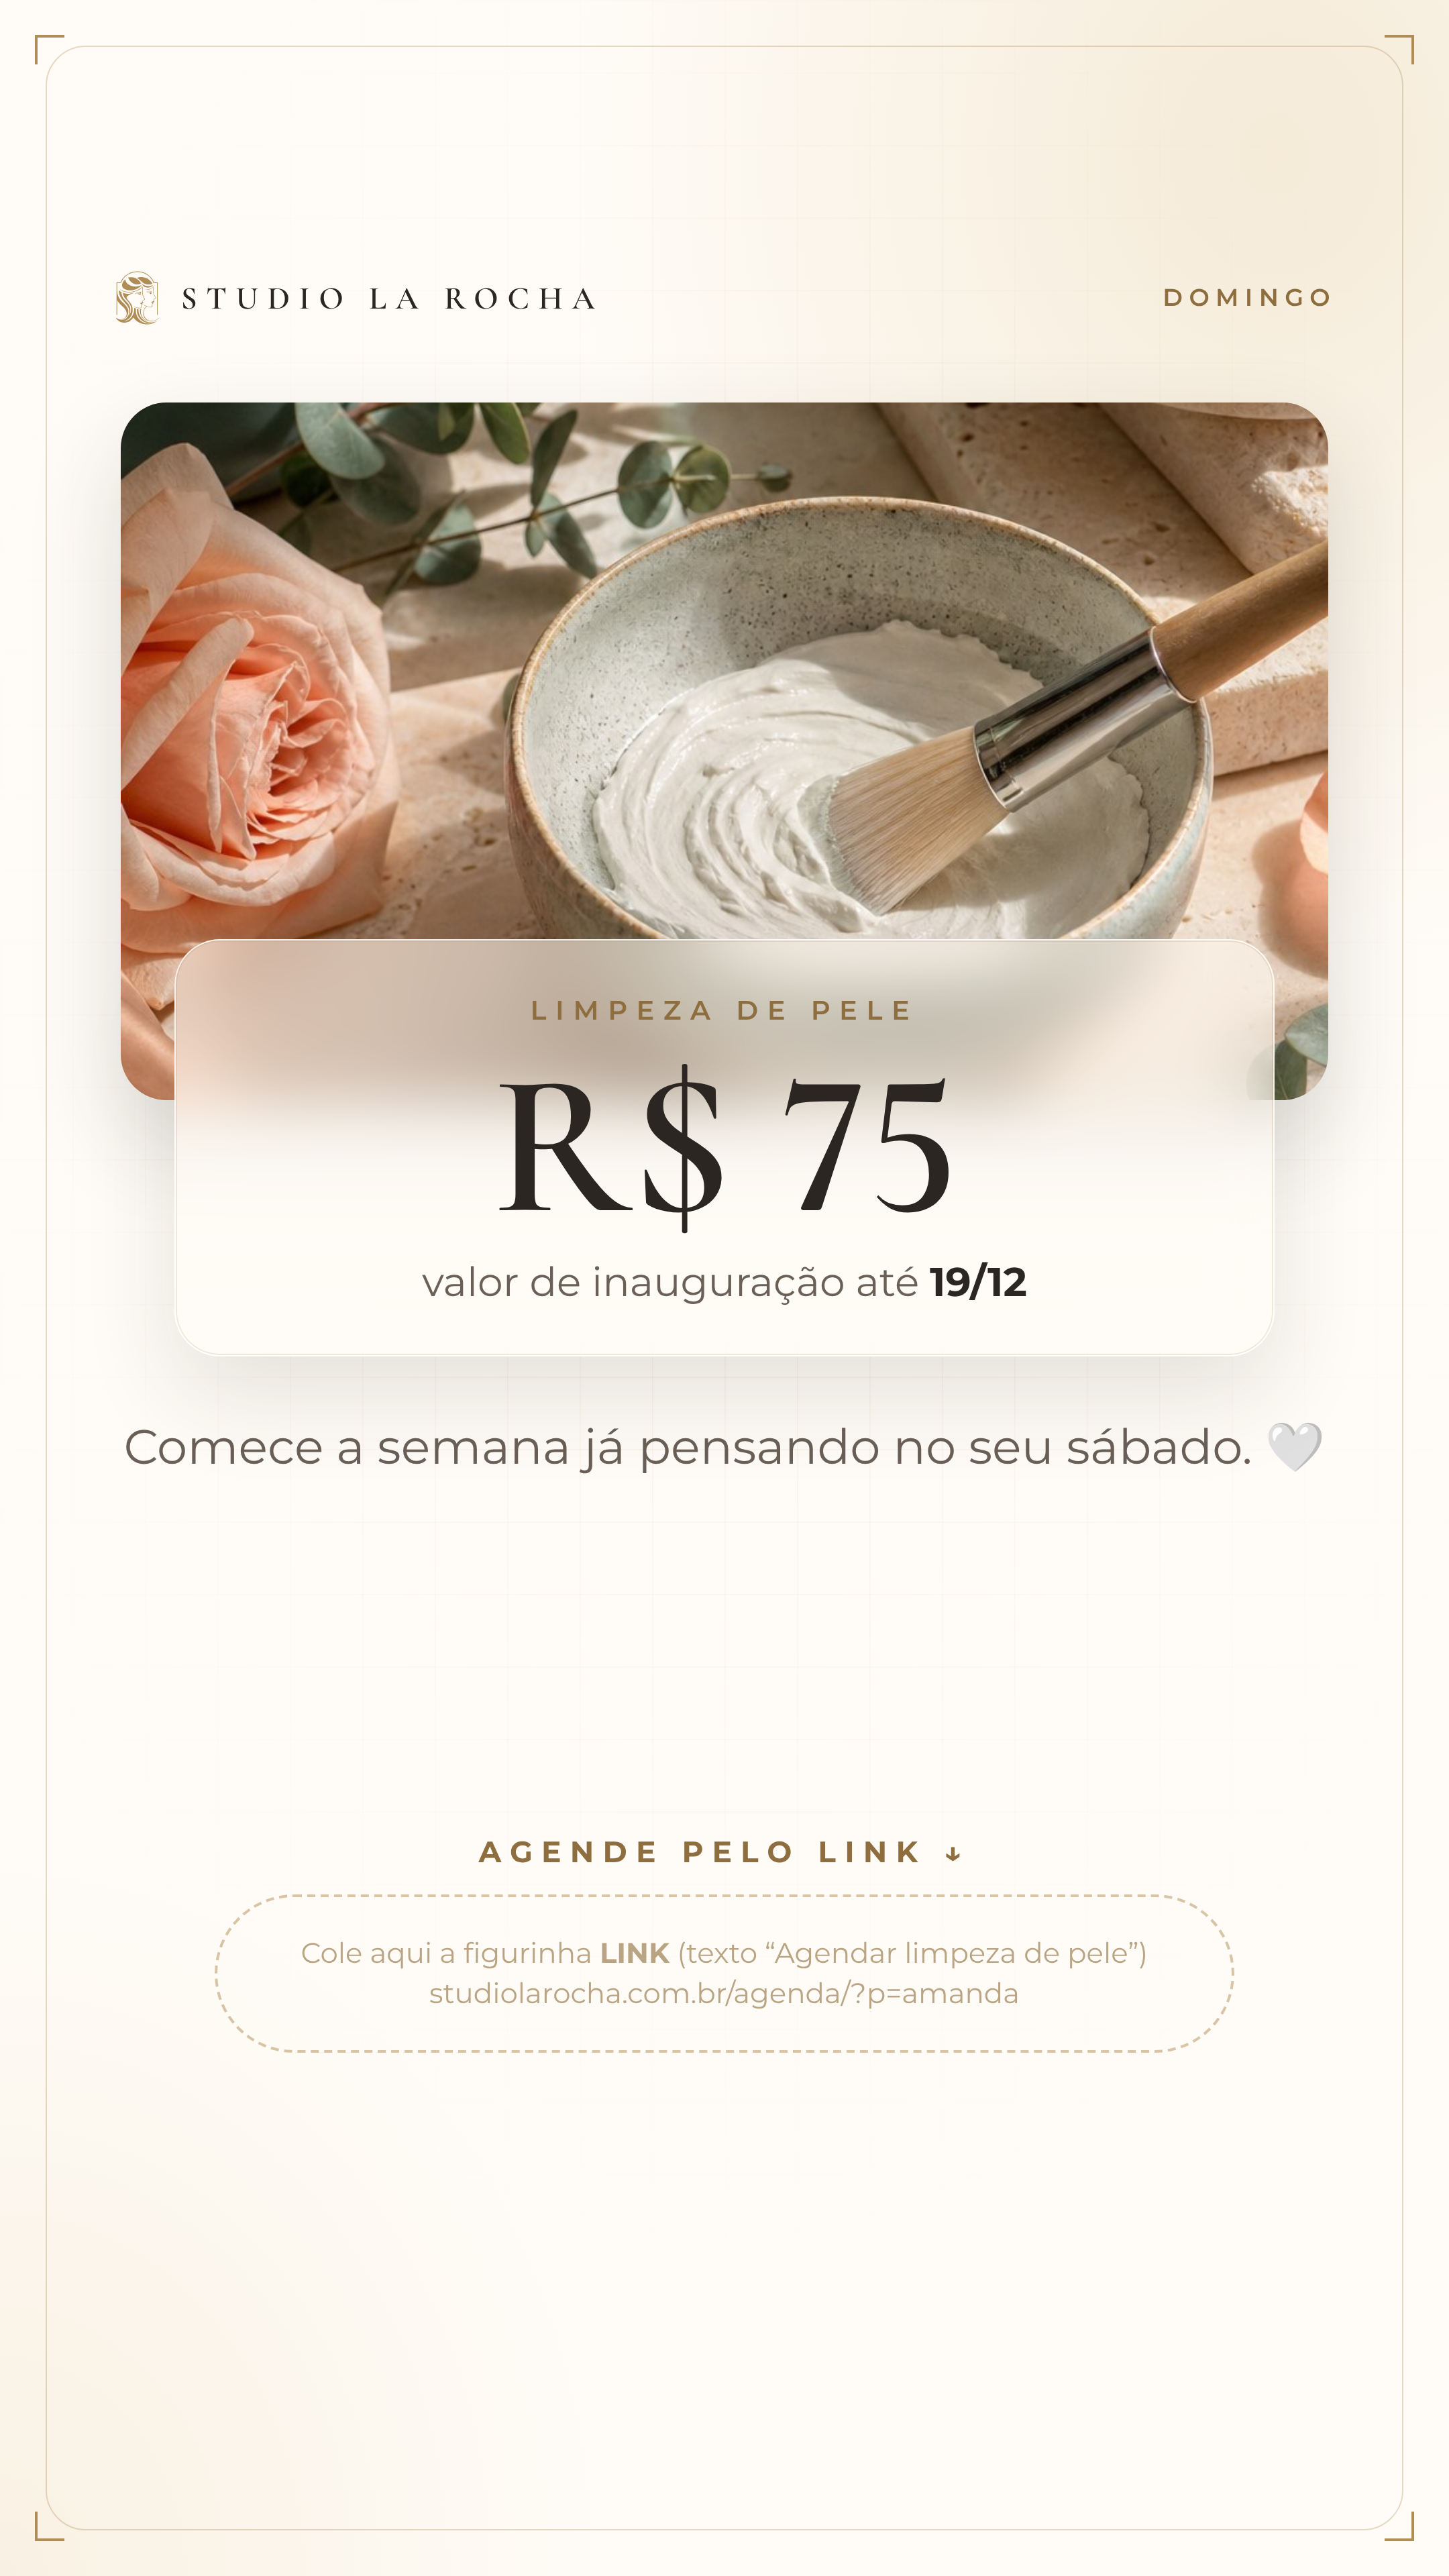 STUDIO LA ROCHA
DOMINGO
LIMPEZA DE PELE
R$ 75
valor de inauguração até 19/12
Comece a semana já pensando no seu sábado. 🤍
AGENDE PELO LINK ↓
Cole aqui a figurinha LINK (texto “Agendar limpeza de pele”)
studiolarocha.com.br/agenda/?p=amanda